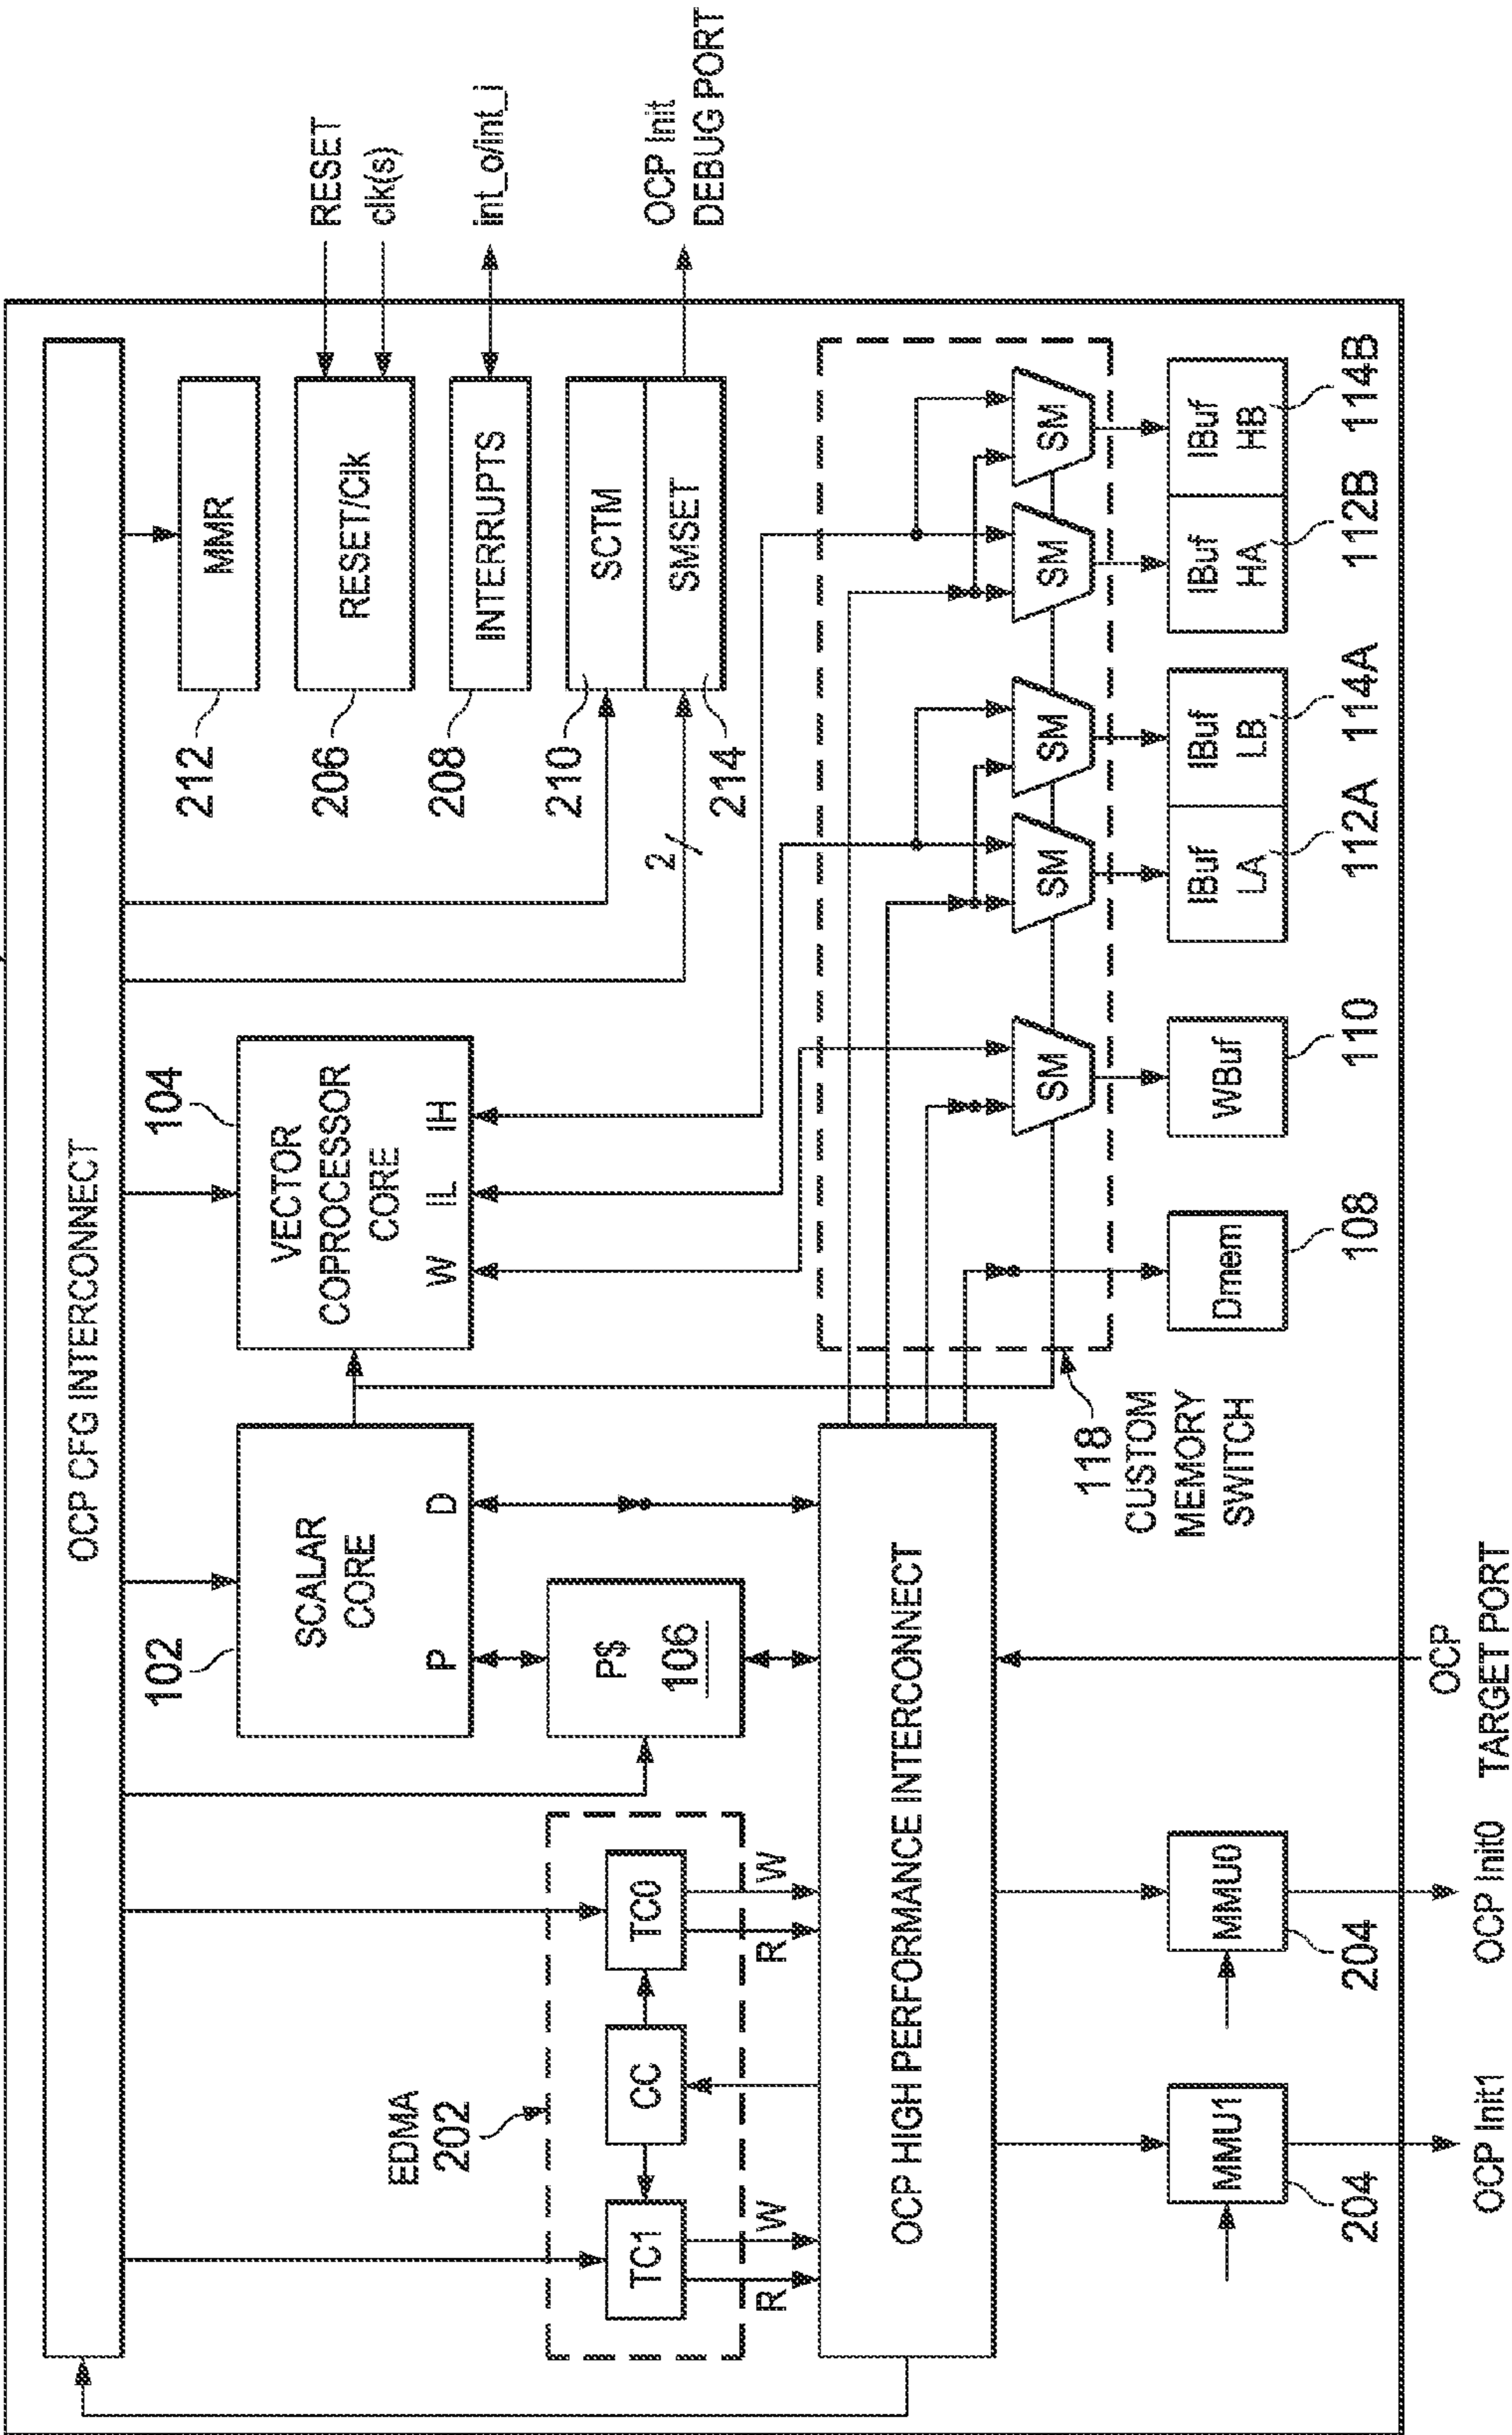 OCP CFG INTERCONNECT
EDMA
202
TC1
CC
TC0
R
W
R
W
102
SCALAR
CORE
P
D
P$
106
104
VECTOR
COPROCESSOR
CORE
W
IL
IH
212
MMR
206
RESET/Clk
208
INTERRUPTS
210
SCTM
SMSET
214
2
RESET
clk(s)
int_o/int_i
OCP Init
DEBUG PORT
OCP HIGH PERFORMANCE INTERCONNECT
118
CUSTOM
MEMORY
SWITCH
SM
SM
SM
SM
SM
MMU1
204
MMU0
204
Dmem
108
WBuf
110
IBuf
LA
112A
IBuf
LB
114A
IBuf
HA
112B
IBuf
HB
114B
OCP Init1
OCP Init0
OCP
TARGET PORT